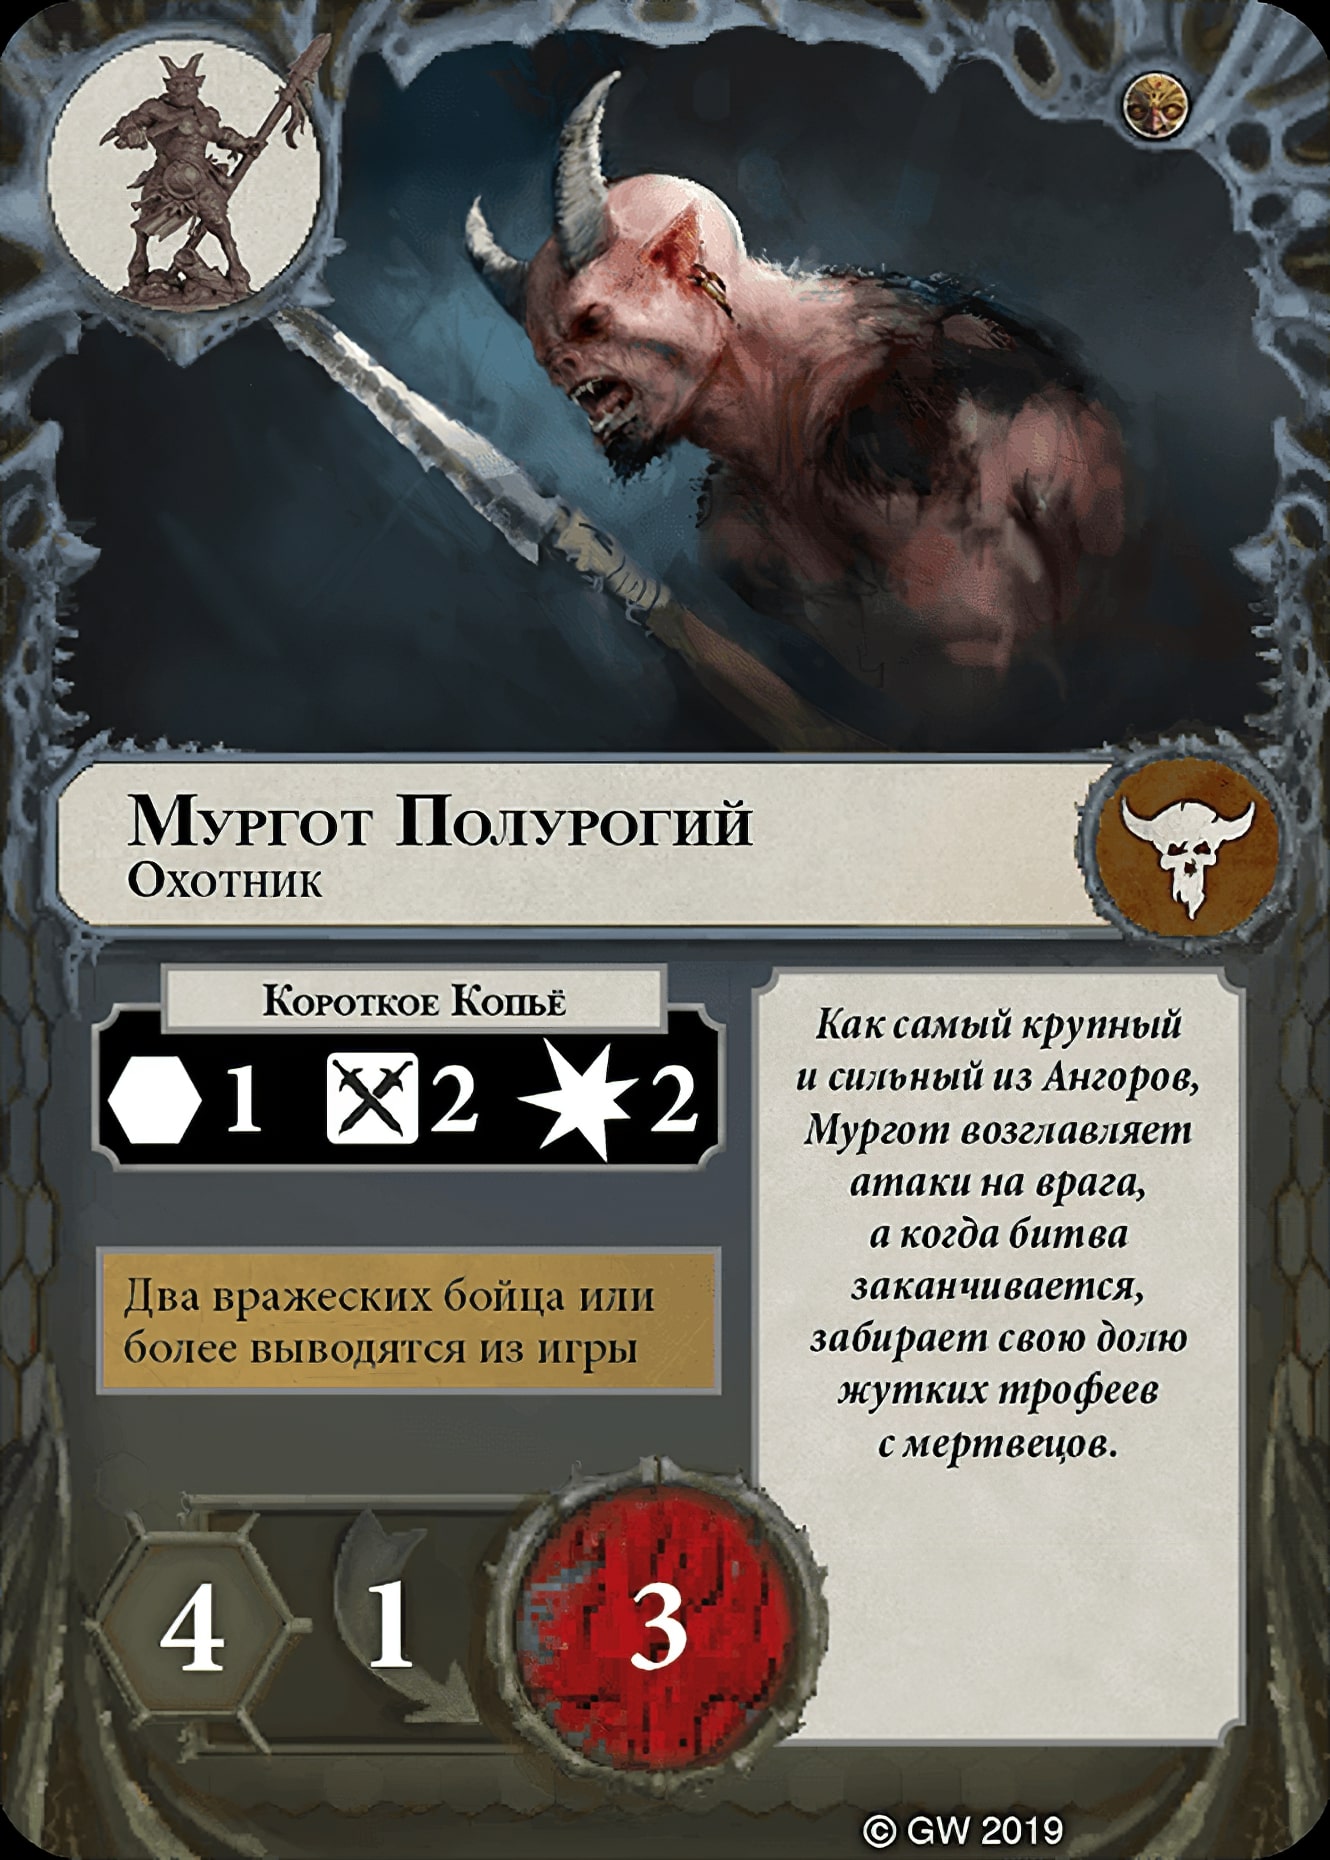 Мургот Полурогий
Охотник
Короткое Копьё
1 2 2
Два вражеских бойца или
более выводятся из игры
Как самый крупный
и сильный из Ангоров,
Мургот возглавляет
атаки на врага,
а когда битва
заканчивается,
забирает свою долю
жутких трофеев
с мертвецов.
4 1 3
© GW 2019